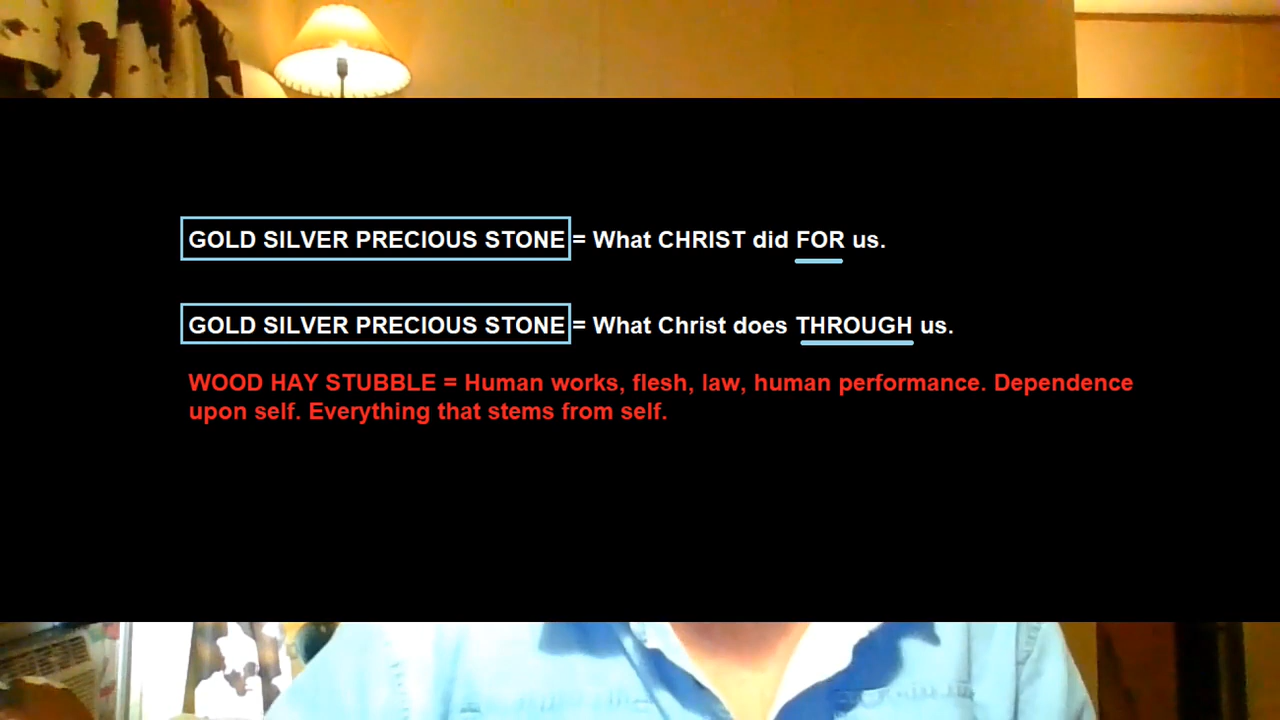 GOLD SILVER PRECIOUS STONE = What CHRIST did FOR us.
GOLD SILVER PRECIOUS STONE = What Christ does THROUGH us.
WOOD HAY STUBBLE = Human works, flesh, law, human performance. Dependence
upon self. Everything that stems from self.